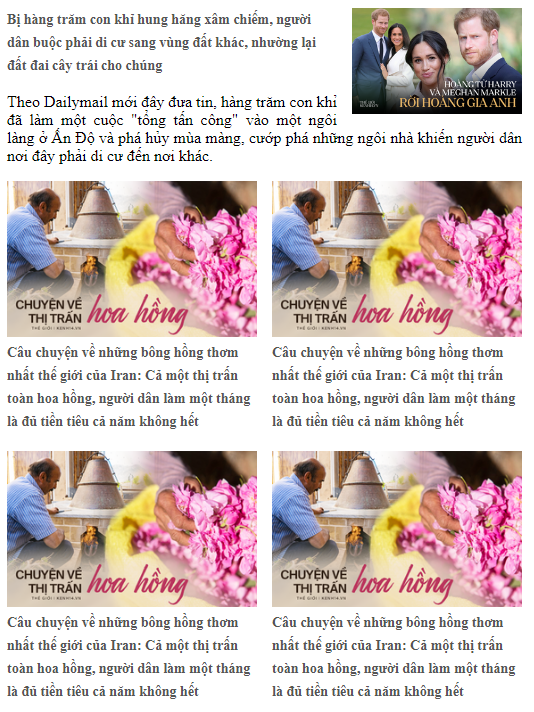 Bị hàng trăm con khỉ hung hăng xâm chiếm, người
dân buộc phải di cư sang vùng đất khác, nhường lại
đất đai cây trái cho chúng
HOÀNG TỬ HARRY
VÀ MEGHAN MARKLE
RỜI HOÀNG GIA ANH
Theo Dailymail mới đây đưa tin, hàng trăm con khỉ
đã làm một cuộc "tổng tấn công" vào một ngôi
làng ở Ấn Độ và phá hủy mùa màng, cướp phá những ngôi nhà khiến người dân
nơi đây phải di cư đến nơi khác.
CHUYỆN VỀ
THỊ TRẤN
hoa hồng
THẾ GIỚI | KENH14.VN
Câu chuyện về những bông hồng thơm
nhất thế giới của Iran: Cả một thị trấn
toàn hoa hồng, người dân làm một tháng
là đủ tiền tiêu cả năm không hết
CHUYỆN VỀ
THỊ TRẤN
hoa hồng
THẾ GIỚI | KENH14.VN
Câu chuyện về những bông hồng thơm
nhất thế giới của Iran: Cả một thị trấn
toàn hoa hồng, người dân làm một tháng
là đủ tiền tiêu cả năm không hết
CHUYỆN VỀ
THỊ TRẤN
hoa hồng
THẾ GIỚI | KENH14.VN
Câu chuyện về những bông hồng thơm
nhất thế giới của Iran: Cả một thị trấn
toàn hoa hồng, người dân làm một tháng
là đủ tiền tiêu cả năm không hết
CHUYỆN VỀ
THỊ TRẤN
hoa hồng
THẾ GIỚI | KENH14.VN
Câu chuyện về những bông hồng thơm
nhất thế giới của Iran: Cả một thị trấn
toàn hoa hồng, người dân làm một tháng
là đủ tiền tiêu cả năm không hết